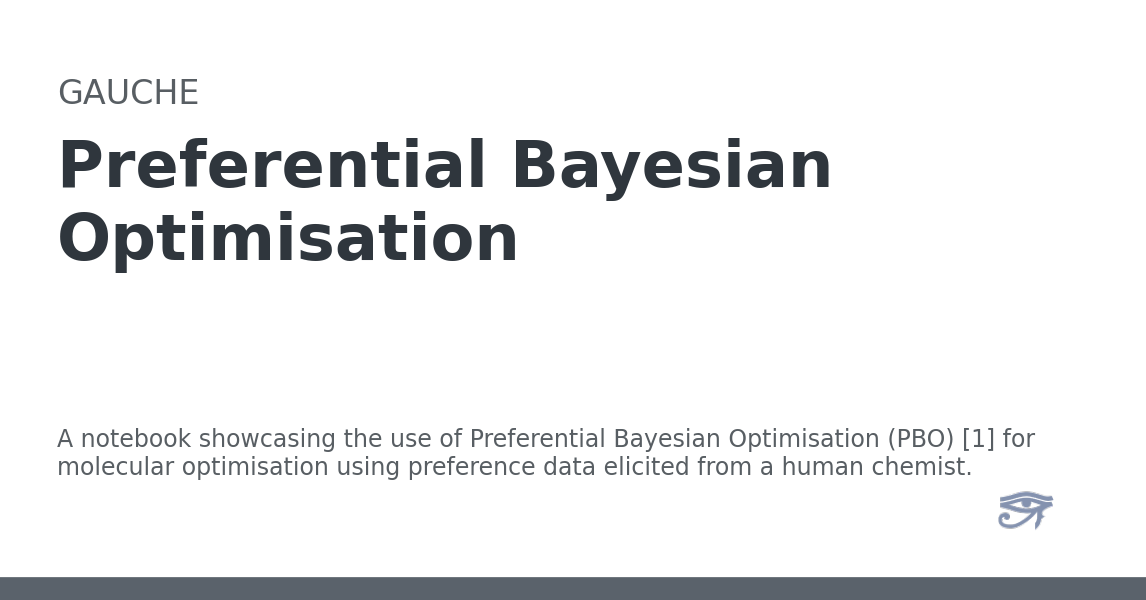 GAUCHE
Preferential Bayesian
Optimisation
A notebook showcasing the use of Preferential Bayesian Optimisation (PBO) [1] for
molecular optimisation using preference data elicited from a human chemist.